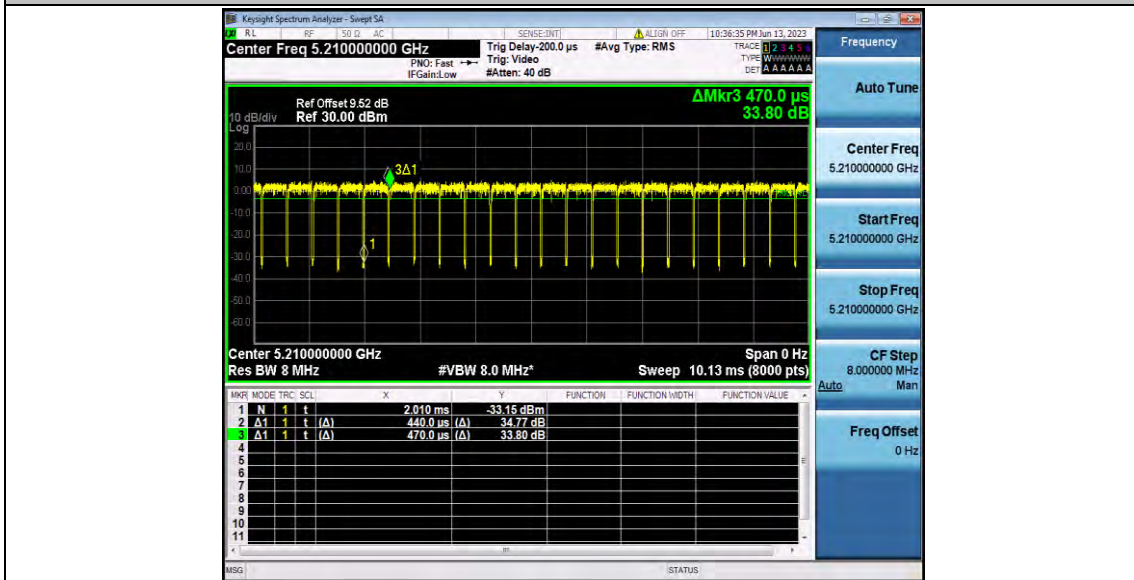 Keysight Spectrum Analyzer - Swept SA
RL RF 50 Ω AC SENSE:INT ALIGN OFF 10:36:35 PM Jun 13, 2023
Center Freq 5.210000000 GHz
Trig Delay-200.0 μs #Avg Type: RMS
TRACE 1 2 3 4 5 6
PNO: Fast Trig: Video
TYPE WWWWWW
IFGain:Low #Atten: 40 dB
DET A A A A A A
ΔMkr3 470.0 μs
33.80 dB
Ref Offset 9.52 dB
10 dB/div Ref 30.00 dBm
Log
20.0
10.0
0.00
-10.0
-20.0
-30.0
-40.0
-50.0
-60.0
3Δ1
1
Center 5.210000000 GHz Span 0 Hz
Res BW 8 MHz #VBW 8.0 MHz* Sweep 10.13 ms (8000 pts)
MKR MODE TRC SCL X Y FUNCTION FUNCTION WIDTH FUNCTION VALUE
1 N 1 t 2.010 ms -33.15 dBm
2 Δ1 1 t (Δ) 440.0 μs (Δ) 34.77 dB
3 Δ1 1 t (Δ) 470.0 μs (Δ) 33.80 dB
4
5
6
7
8
9
10
11
MSG STATUS
Frequency
Auto Tune
Center Freq
5.210000000 GHz
Start Freq
5.210000000 GHz
Stop Freq
5.210000000 GHz
CF Step
8.000000 MHz
Auto Man
Freq Offset
0 Hz